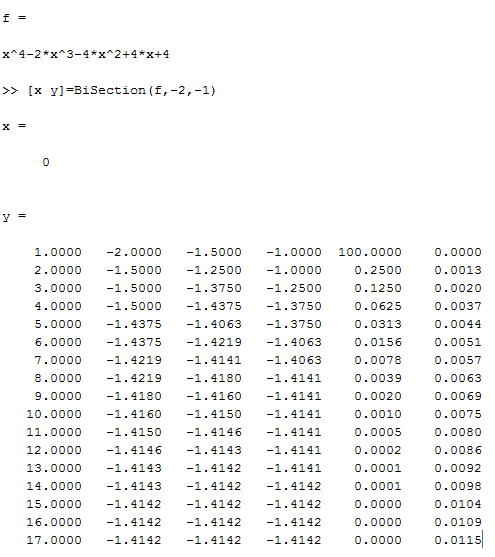 f =
x^4-2*x^3-4*x^2+4*x+4
>> [x y]=BiSection(f,-2,-1)
x =
0
y =
1.0000 -2.0000 -1.5000 -1.0000 100.0000 0.0000
2.0000 -1.5000 -1.2500 -1.0000 0.2500 0.0013
3.0000 -1.5000 -1.3750 -1.2500 0.1250 0.0020
4.0000 -1.5000 -1.4375 -1.3750 0.0625 0.0037
5.0000 -1.4375 -1.4063 -1.3750 0.0313 0.0044
6.0000 -1.4375 -1.4219 -1.4063 0.0156 0.0051
7.0000 -1.4219 -1.4141 -1.4063 0.0078 0.0057
8.0000 -1.4219 -1.4180 -1.4141 0.0039 0.0063
9.0000 -1.4180 -1.4160 -1.4141 0.0020 0.0069
10.0000 -1.4160 -1.4150 -1.4141 0.0010 0.0075
11.0000 -1.4150 -1.4146 -1.4141 0.0005 0.0080
12.0000 -1.4146 -1.4143 -1.4141 0.0002 0.0086
13.0000 -1.4143 -1.4142 -1.4141 0.0001 0.0092
14.0000 -1.4143 -1.4142 -1.4142 0.0001 0.0098
15.0000 -1.4142 -1.4142 -1.4142 0.0000 0.0104
16.0000 -1.4142 -1.4142 -1.4142 0.0000 0.0109
17.0000 -1.4142 -1.4142 -1.4142 0.0000 0.0115